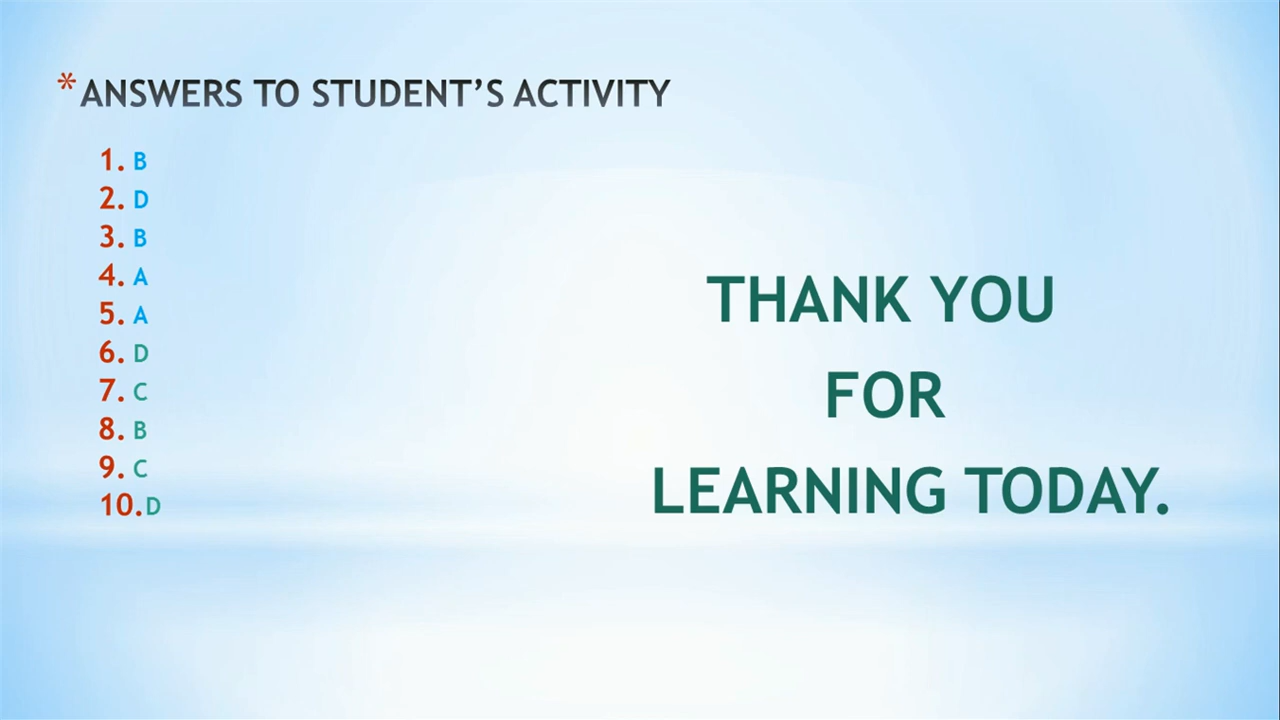 *ANSWERS TO STUDENT’S ACTIVITY
1. B
2. D
3. B
4. A
5. A
6. D
7. C
8. B
9. C
10.D
THANK YOU
FOR
LEARNING TODAY.